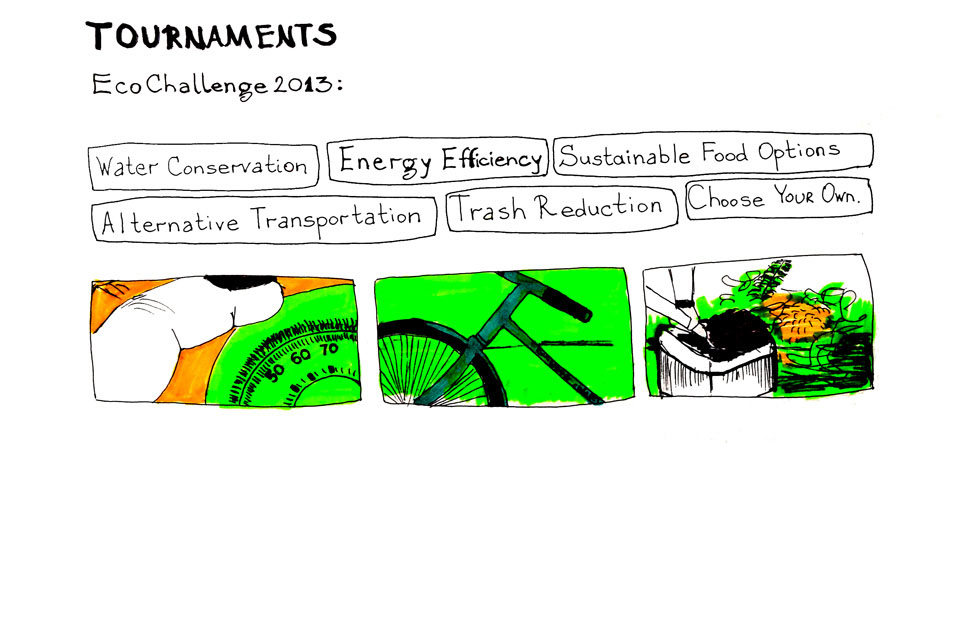 TOURNAMENTS
EcoChallenge 2013:
Water Conservation Energy Efficiency Sustainable Food Options
Alternative Transportation Trash Reduction Choose Your Own.
50 60 70